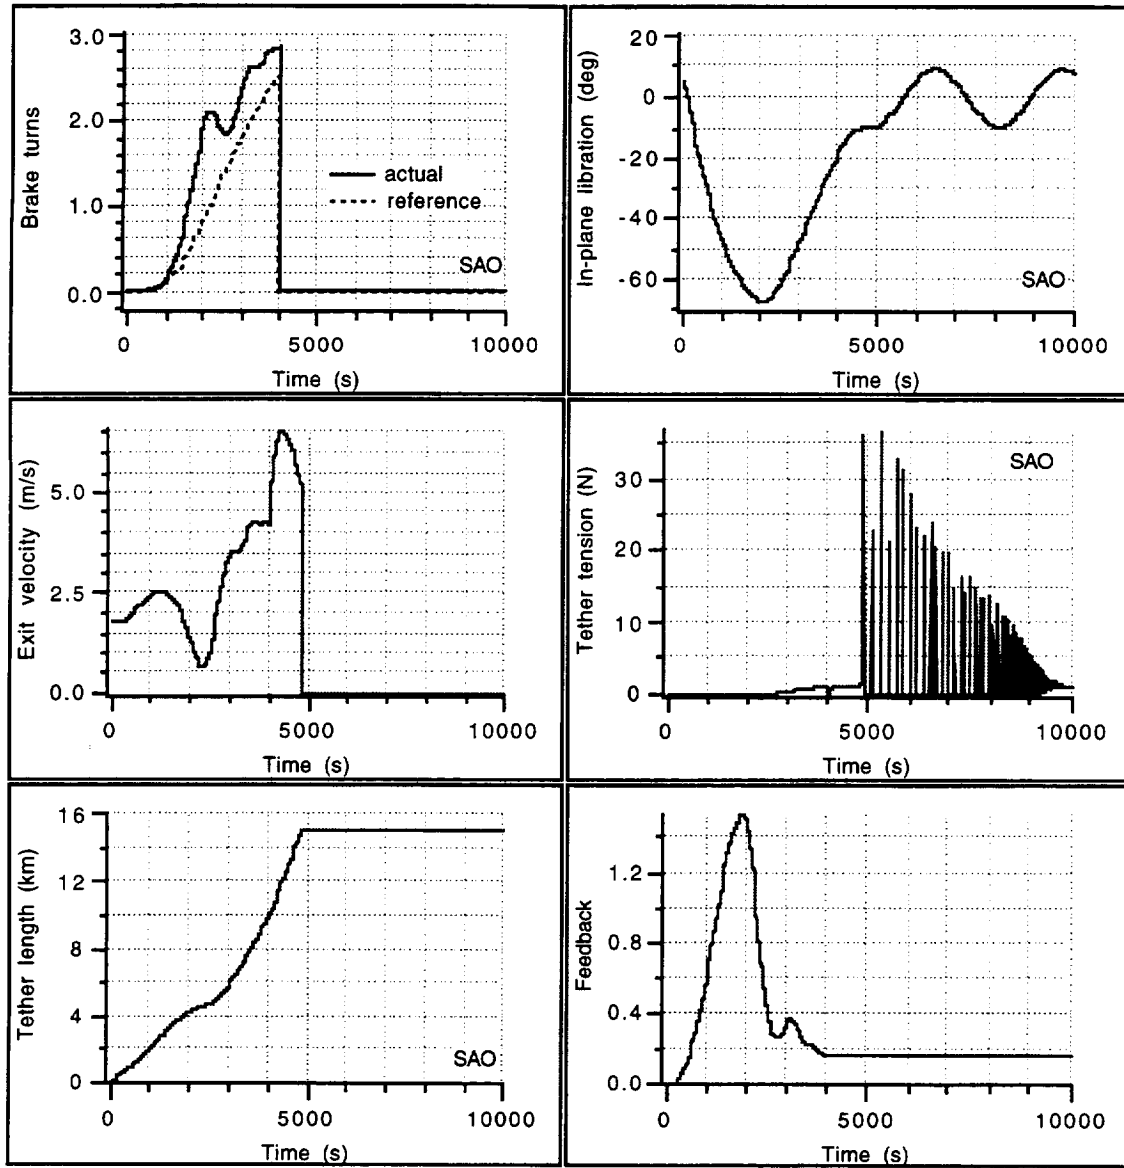 Brake turns
3.0
2.0
1.0
0.0
actual
reference
SAO
0
5000
10000
Time (s)
In-plane libration (deg)
20
0
-20
-40
-60
SAO
0
5000
10000
Time (s)
Exit velocity (m/s)
5.0
2.5
0.0
0
5000
10000
Time (s)
Tether tension (N)
30
20
10
0
SAO
0
5000
10000
Time (s)
Tether length (km)
16
12
8
4
0
SAO
0
5000
10000
Time (s)
Feedback
1.2
0.8
0.4
0.0
0
5000
10000
Time (s)